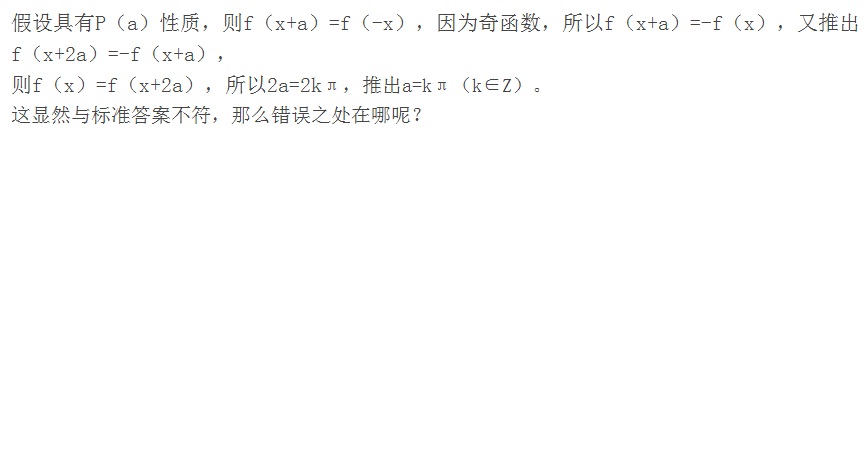 假设具有P（a）性质，则f（x+a）=f（-x），因为奇函数，所以f（x+a）=-f（x），又推出
f（x+2a）=-f（x+a），
则f（x）=f（x+2a），所以2a=2kπ，推出a=kπ（k∈Z）。
这显然与标准答案不符，那么错误之处在哪呢？